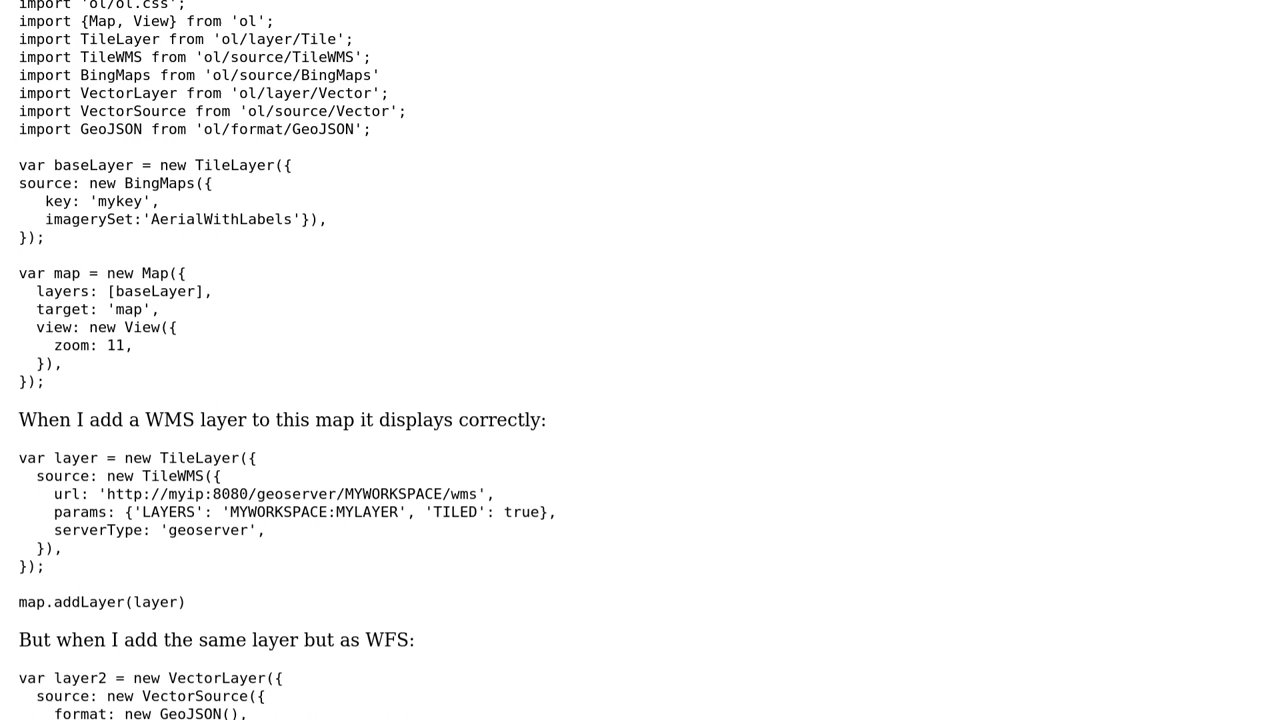 import 'ol/ol.css';
import {Map, View} from 'ol';
import TileLayer from 'ol/layer/Tile';
import TileWMS from 'ol/source/TileWMS';
import BingMaps from 'ol/source/BingMaps'
import VectorLayer from 'ol/layer/Vector';
import VectorSource from 'ol/source/Vector';
import GeoJSON from 'ol/format/GeoJSON';

var baseLayer = new TileLayer({
source: new BingMaps({
   key: 'mykey',
   imagerySet:'AerialWithLabels'}),
});

var map = new Map({
  layers: [baseLayer],
  target: 'map',
  view: new View({
    zoom: 11,
  }),
});

When I add a WMS layer to this map it displays correctly:

var layer = new TileLayer({
  source: new TileWMS({
    url: 'http://myip:8080/geoserver/MYWORKSPACE/wms',
    params: {'LAYERS': 'MYWORKSPACE:MYLAYER', 'TILED': true},
    serverType: 'geoserver',
  }),
});

map.addLayer(layer)

But when I add the same layer but as WFS:

var layer2 = new VectorLayer({
  source: new VectorSource({
    format: new GeoJSON(),